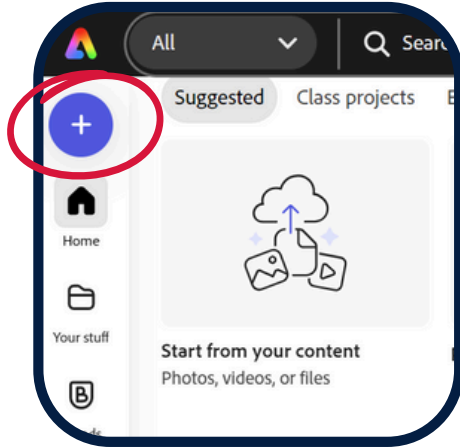 All
Sear
Suggested Class projects E
+
Home
Your stuff
Start from your content
Photos, videos, or files
B